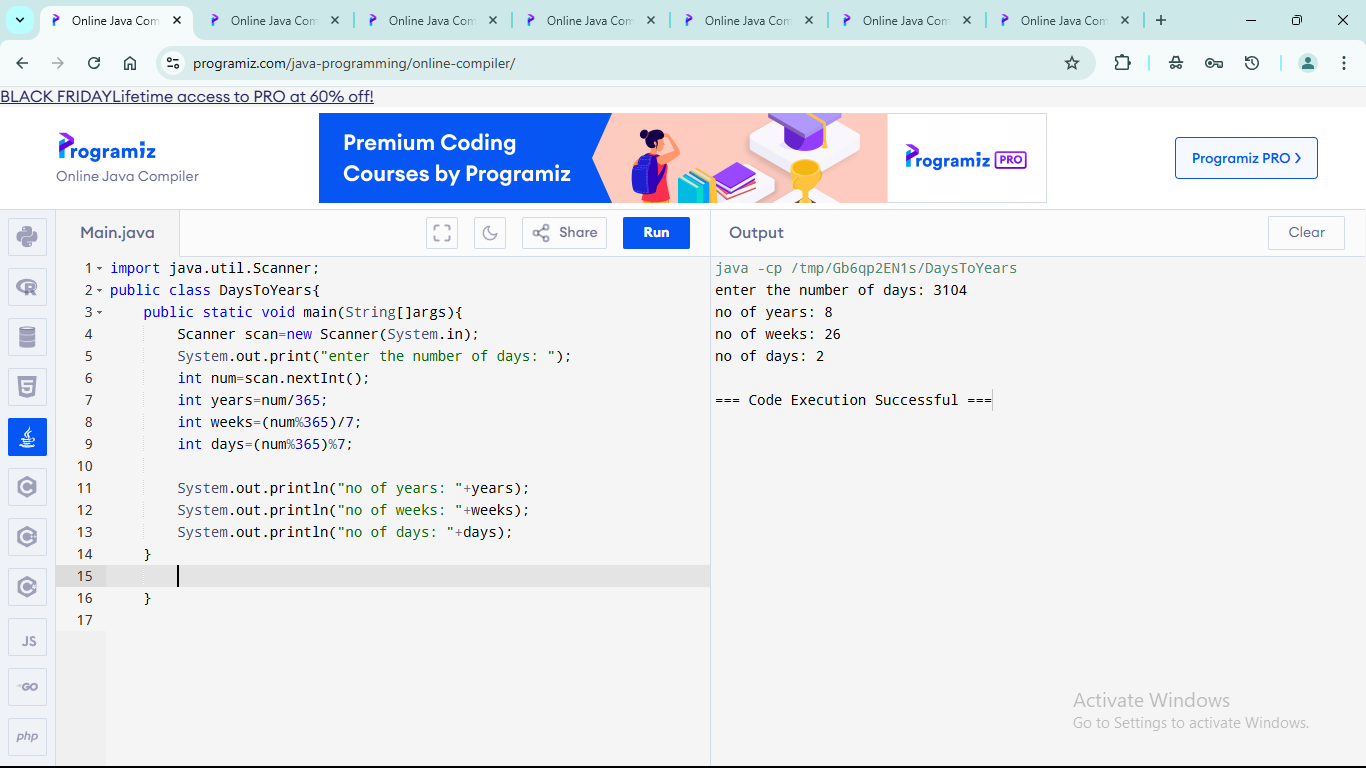 Online Java Com Online Java Com Online Java Com Online Java Com Online Java Com Online Java Com Online Java Com
programiz.com/java-programming/online-compiler/
BLACK FRIDAYLifetime access to PRO at 60% off!
Programiz
Online Java Compiler
Premium Coding
Courses by Programiz
Programiz PRO
Programiz PRO >
Main.java
Share
Run
Output
Clear
1 import java.util.Scanner;
2 public class DaysToYears{
3 public static void main(String[]args){
4 Scanner scan=new Scanner(System.in);
5 System.out.print("enter the number of days: ");
6 int num=scan.nextInt();
7 int years=num/365;
8 int weeks=(num%365)/7;
9 int days=(num%365)%7;
10
11 System.out.println("no of years: "+years);
12 System.out.println("no of weeks: "+weeks);
13 System.out.println("no of days: "+days);
14 }
15
16 }
17
java -cp /tmp/Gb6qp2EN1s/DaysToYears
enter the number of days: 3104
no of years: 8
no of weeks: 26
no of days: 2
=== Code Execution Successful ===
JS
GO
php
Activate Windows
Go to Settings to activate Windows.